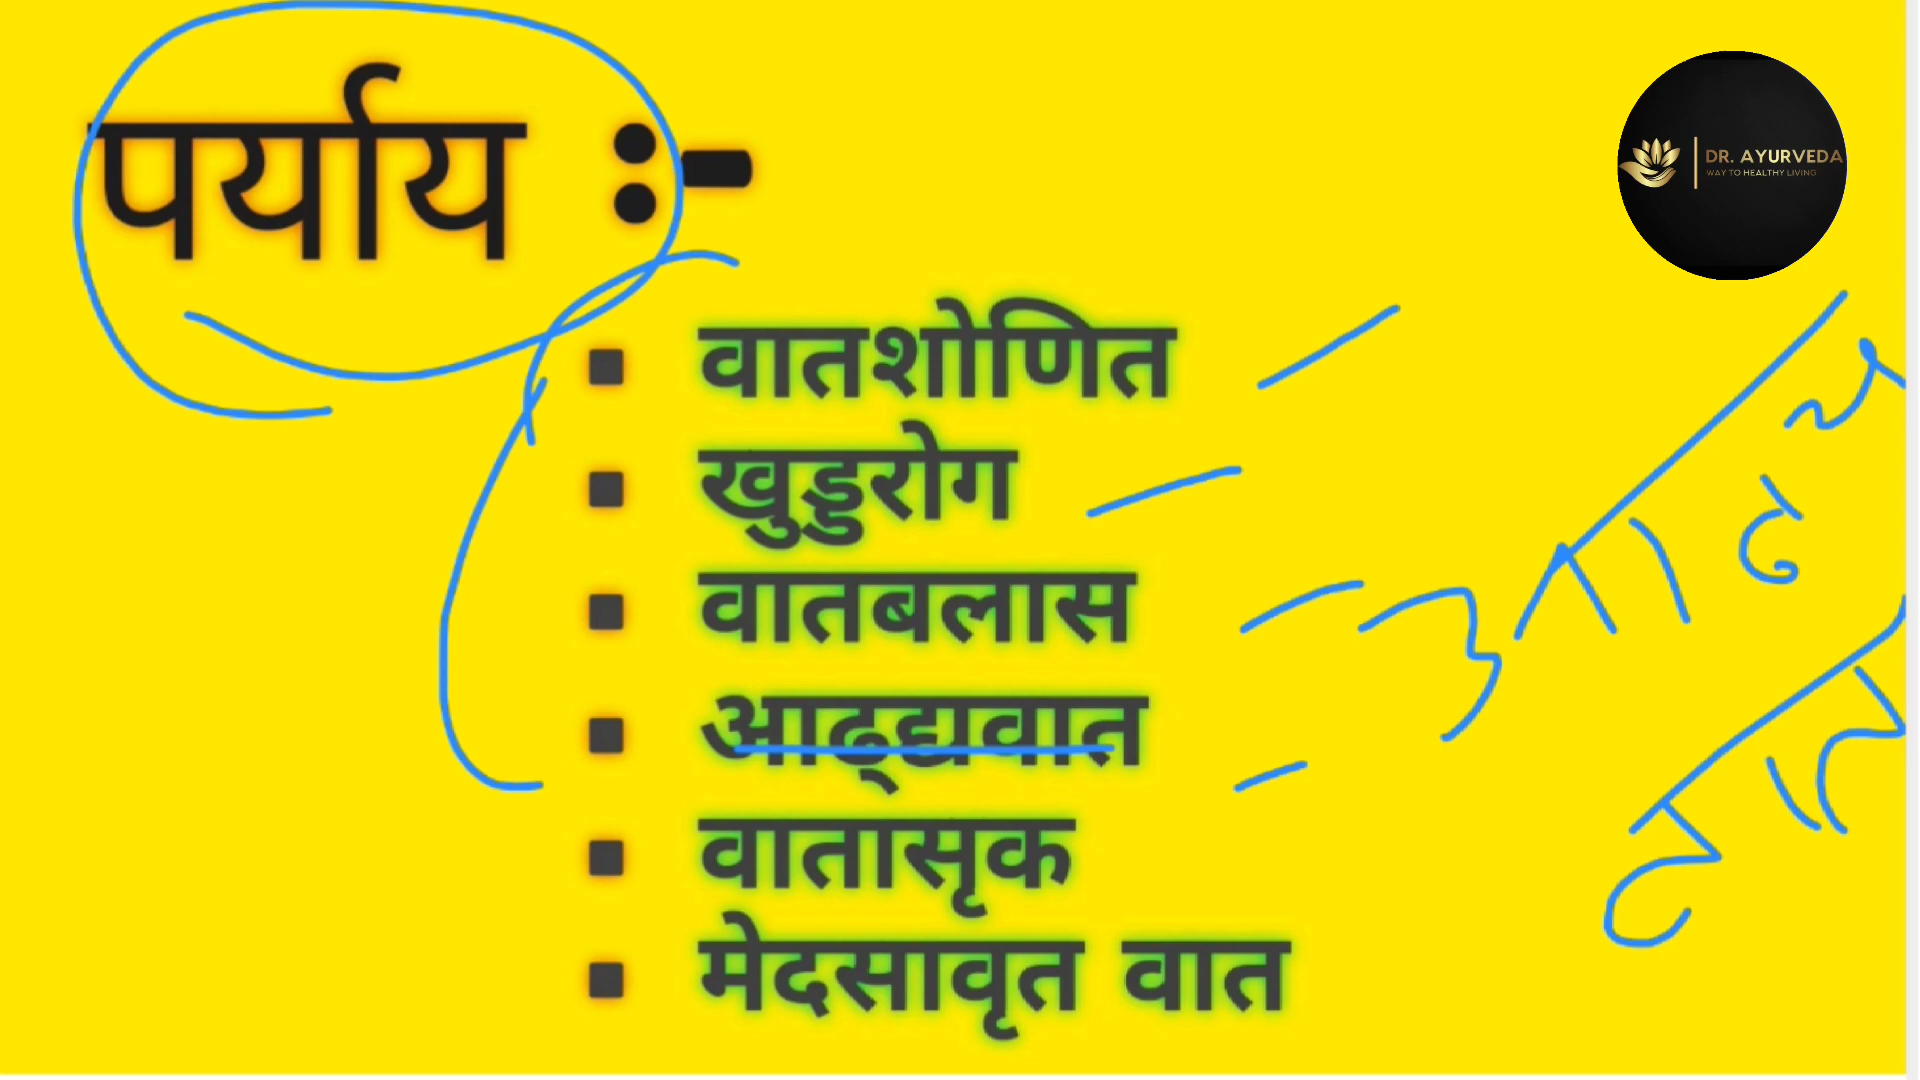 पर्याय :-
DR. AYURVEDA
WAY TO HEALTHY LIVING
वातशोणित
खुड्डरोग
वातबलास
आढ्द्यवात
वातासृक
मेदसावृत वात